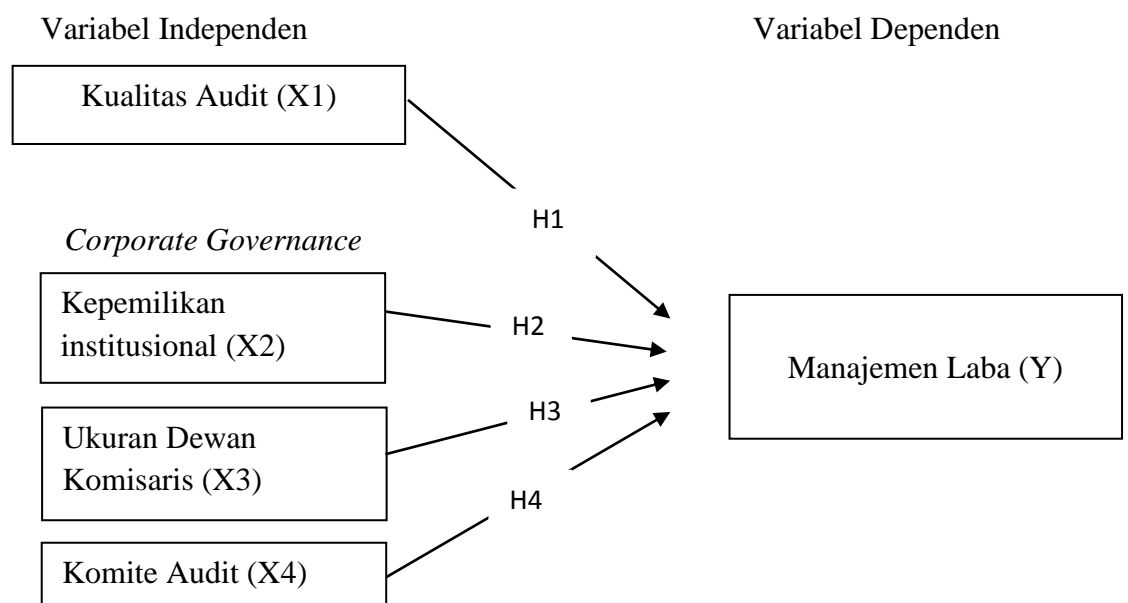 Variabel Independen
Variabel Dependen
Kualitas Audit (X1)
H1
Corporate Governance
Kepemilikan
institusional (X2)
H2
Manajemen Laba (Y)
H3
Ukuran Dewan
Komisaris (X3)
H4
Komite Audit (X4)